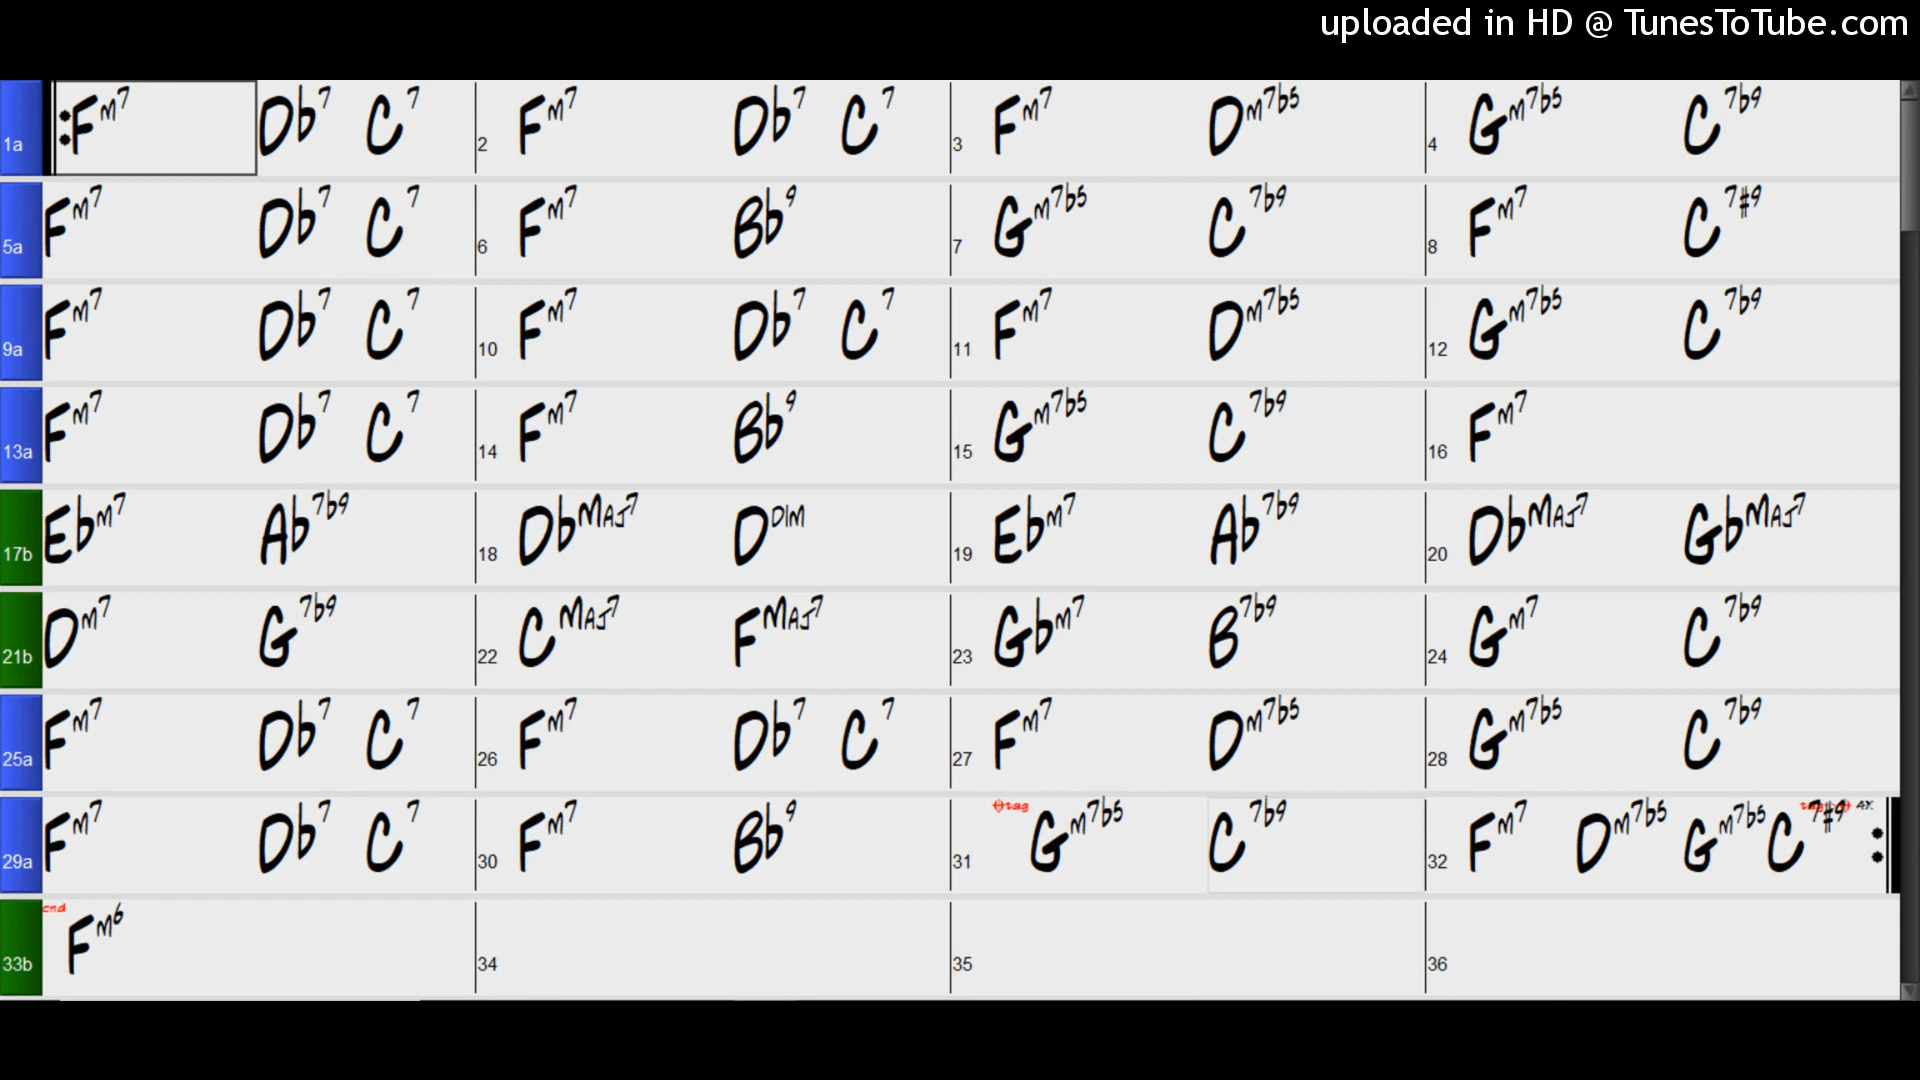 uploaded in HD @ TunesToTube.com
1a :Fm7 Db7 C7 2 Fm7 Db7 C7 3 Fm7 Dm7b5 4 Gm7b5 C7b9
5a Fm7 Db7 C7 6 Fm7 Bb9 7 Gm7b5 C7b9 8 Fm7 C7#9
9a Fm7 Db7 C7 10 Fm7 Db7 C7 11 Fm7 Dm7b5 12 Gm7b5 C7b9
13a Fm7 Db7 C7 14 Fm7 Bb9 15 Gm7b5 C7b9 16 Fm7
17b Ebm7 Ab7b9 18 DbMAJ7 DDIM 19 Ebm7 Ab7b9 20 DbMAJ7 GbMAJ7
21b Dm7 G7b9 22 CMAJ7 FMAJ7 23 Gbm7 B7b9 24 Gm7 C7b9
25a Fm7 Db7 C7 26 Fm7 Db7 C7 27 Fm7 Dm7b5 28 Gm7b5 C7b9
tag 4x
29a Fm7 Db7 C7 30 Fm7 Bb9 31 Gm7b5 C7b9 32 Fm7 Dm7b5 Gm7b5 C7#9 :
end
33b Fm6 34 35 36